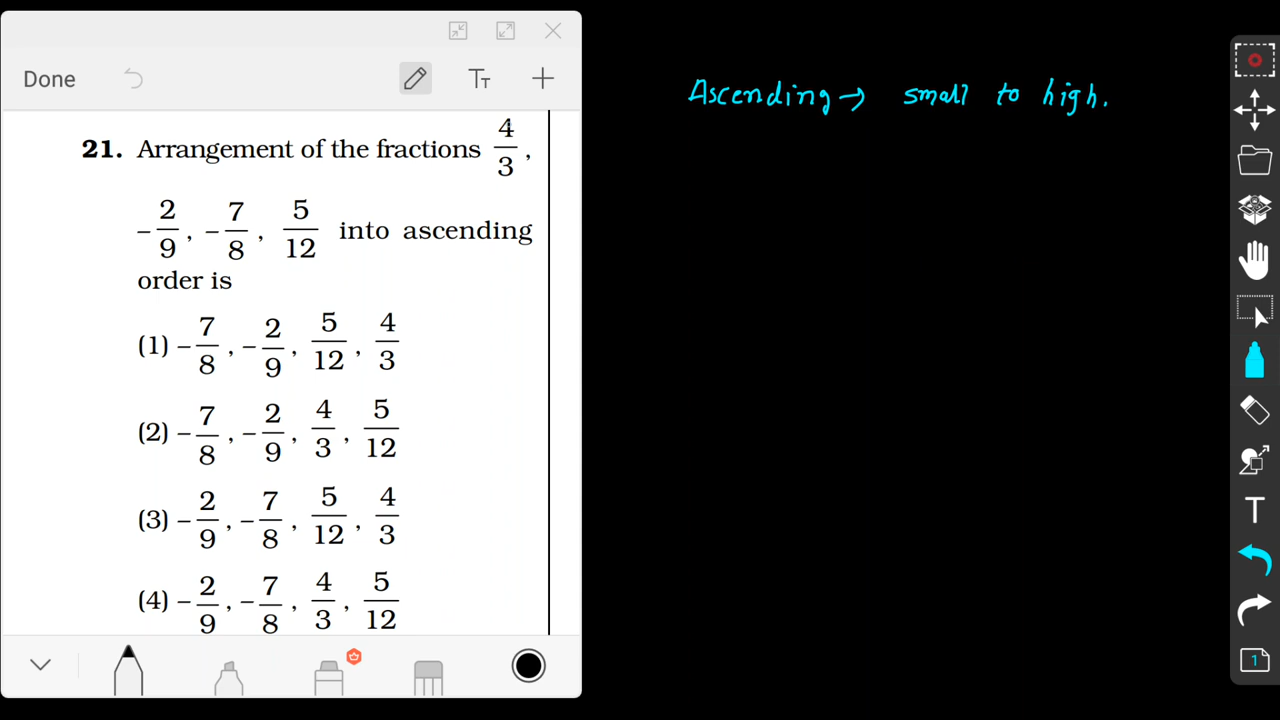 Done
21. Arrangement of the fractions 4/3,
–2/9, –7/8, 5/12 into ascending
order is
(1) –7/8, –2/9, 5/12, 4/3
(2) –7/8, –2/9, 4/3, 5/12
(3) –2/9, –7/8, 5/12, 4/3
(4) –2/9, –7/8, 4/3, 5/12
Ascending → small to high.
Tт
T
1